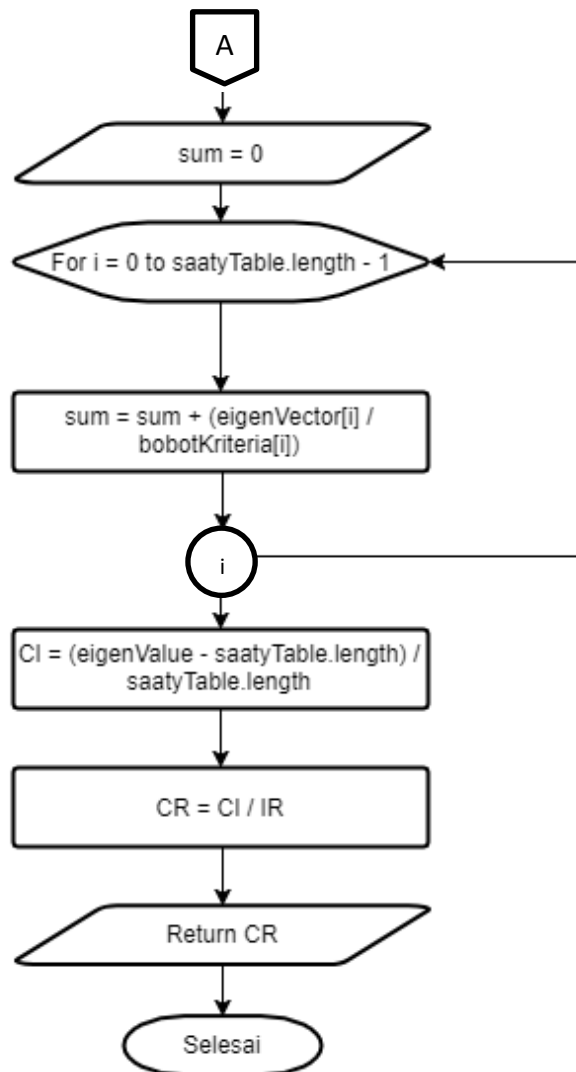 A
sum = 0
For i = 0 to saatyTable.length - 1
sum = sum + (eigenVector[i] /
bobotKriteria[i])
i
CI = (eigenValue - saatyTable.length) /
saatyTable.length
CR = CI / IR
Return CR
Selesai